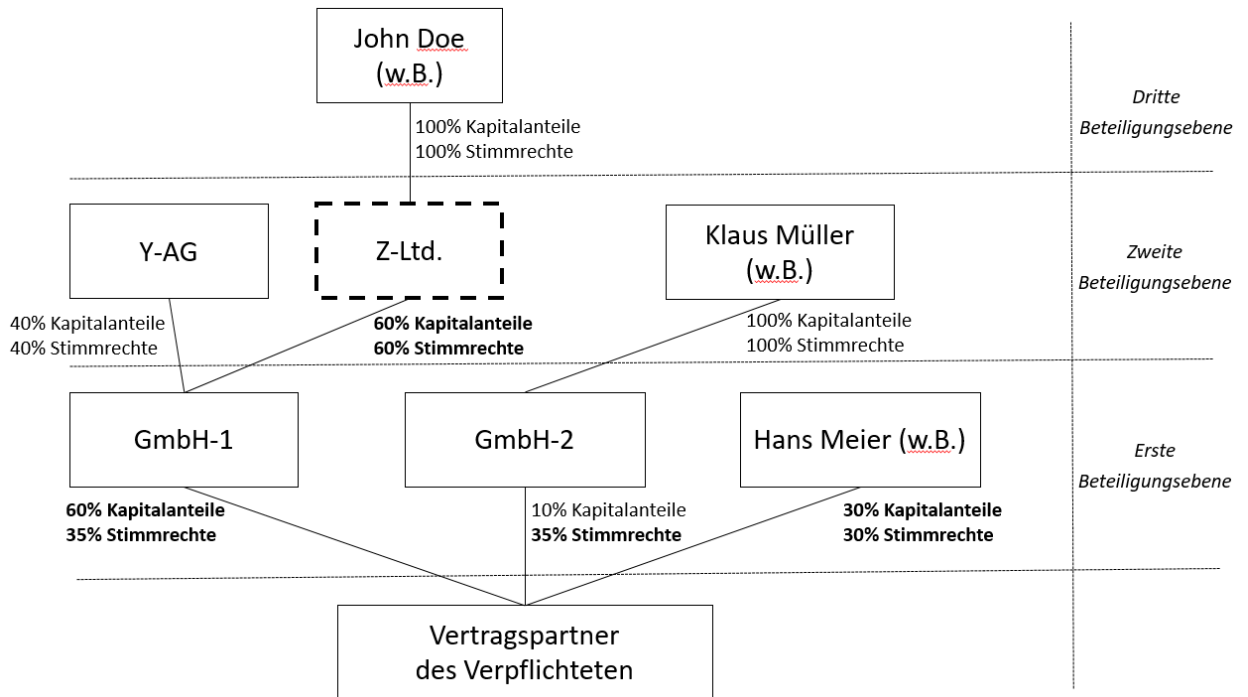 John Doe
(w.B.)
100% Kapitalanteile
100% Stimmrechte
Dritte
Beteiligungsebene
Y-AG
Z-Ltd.
Klaus Müller
(w.B.)
Zweite
Beteiligungsebene
40% Kapitalanteile
40% Stimmrechte
60% Kapitalanteile
60% Stimmrechte
100% Kapitalanteile
100% Stimmrechte
GmbH-1
GmbH-2
Hans Meier (w.B.)
Erste
Beteiligungsebene
60% Kapitalanteile
35% Stimmrechte
10% Kapitalanteile
35% Stimmrechte
30% Kapitalanteile
30% Stimmrechte
Vertragspartner
des Verpflichteten